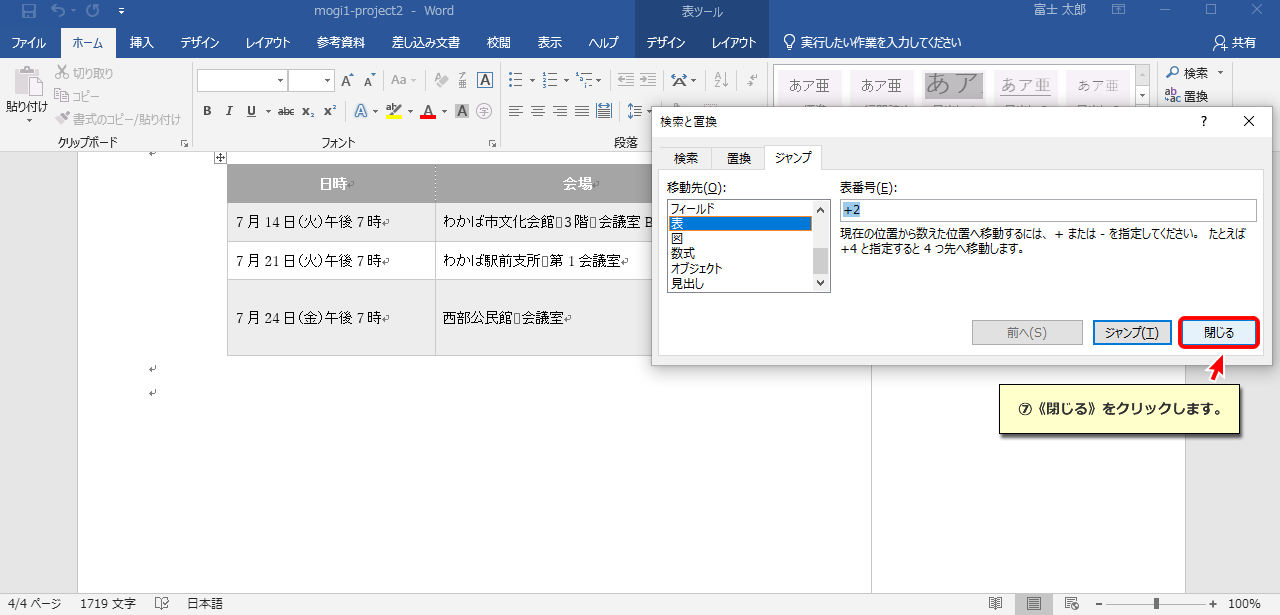 mogi1-project2 - Word
表ツール
富士 太郎
ファイル ホーム 挿入 デザイン レイアウト 参考資料 差し込み文書 校閲 表示 ヘルプ デザイン レイアウト 実行したい作業を入力してください 共有
貼り付け
切り取り
コピー
書式のコピー/貼り付け
クリップボード
Aa
B I U abc x₂ x²
フォント
段落
あア亜 あア亜 あア あア亜 あア亜
検索
置換
検索と置換
検索 置換 ジャンプ
移動先(O):
フィールド
表
図
数式
オブジェクト
見出し
表番号(E):
+2
現在の位置から数えた位置へ移動するには、+ または - を指定してください。 たとえば
+4 と指定すると 4 つ先へ移動します。
前へ(S) ジャンプ(T) 閉じる
⑦《閉じる》をクリックします。
日時 会場
7月14日(火)午後7時 わかば市文化会館□3階□会議室B
7月21日(火)午後7時 わかば駅前支所□第1会議室
7月24日(金)午後7時 西部公民館□会議室
4/4 ページ 1719 文字 日本語 100%